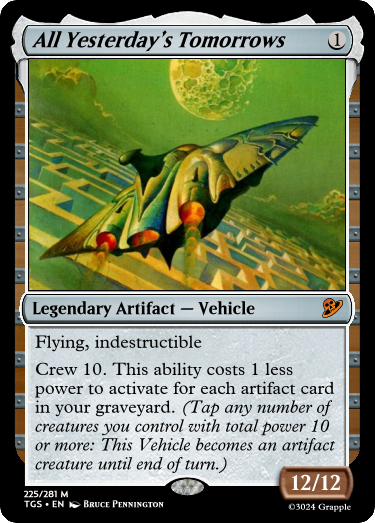 All Yesterday's Tomorrows 1
Legendary Artifact — Vehicle
Flying, indestructible
Crew 10. This ability costs 1 less
power to activate for each artifact card
in your graveyard. (Tap any number of
creatures you control with total power 10
or more: This Vehicle becomes an artifact
creature until end of turn.)
12/12
225/281 M
TGS • EN Bruce Pennington
©3024 Grapple